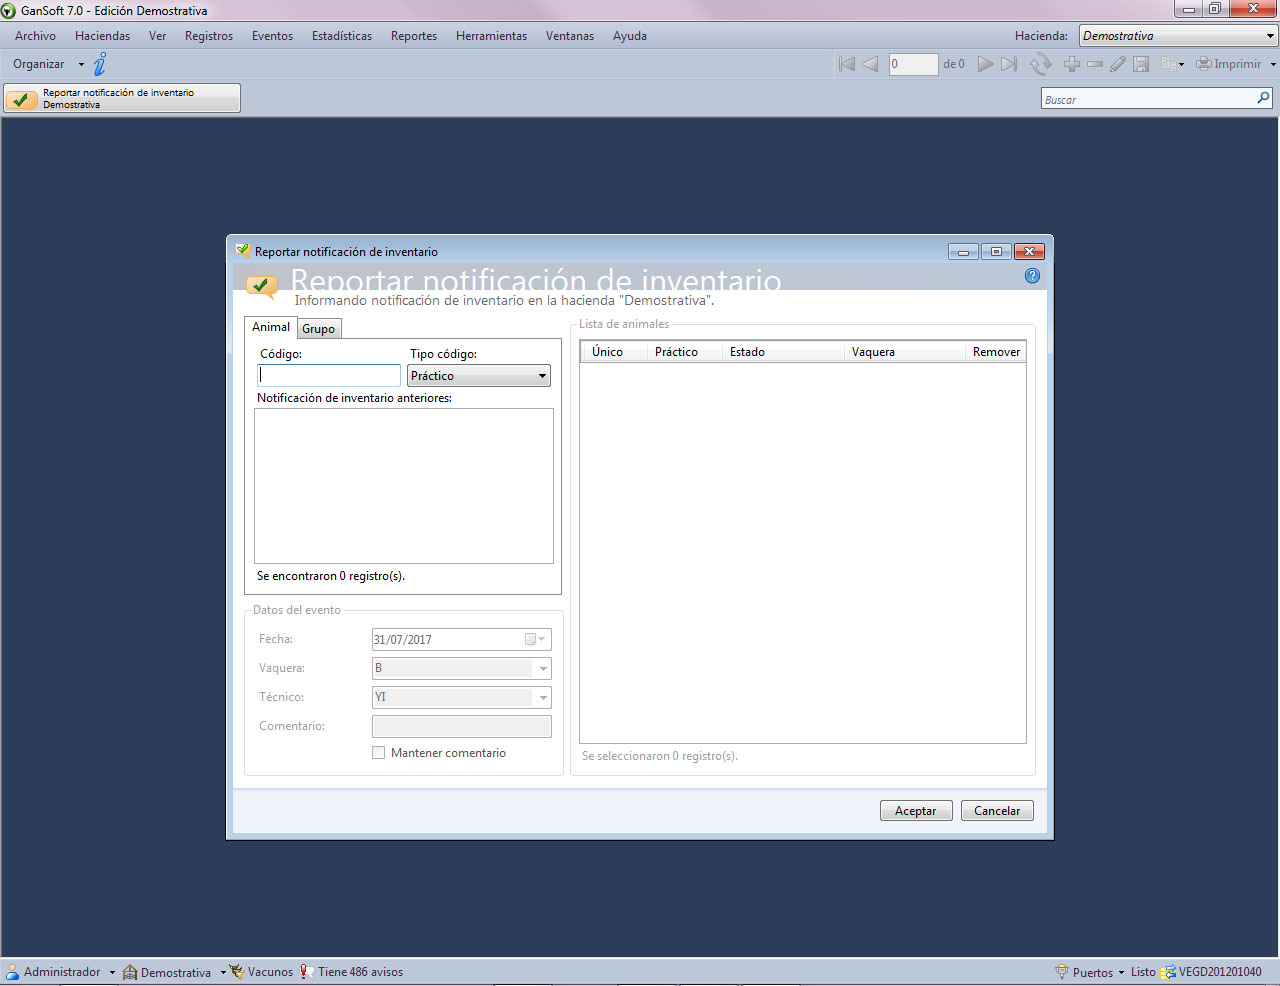 GanSoft 7.0 - Edición Demostrativa
Archivo Haciendas Ver Registros Eventos Estadísticas Reportes Herramientas Ventanas Ayuda Hacienda: Demostrativa
Organizar 0 de 0 Imprimir
Reportar notificación de inventario
Demostrativa
Buscar
Reportar notificación de inventario
Reportar notificación de inventario
Informando notificación de inventario en la hacienda "Demostrativa".
Animal Grupo
Código: Tipo código:
Práctico
Notificación de inventario anteriores:
Se encontraron 0 registro(s).
Datos del evento
Fecha: 31/07/2017
Vaquera: B
Técnico: YI
Comentario:
Mantener comentario
Lista de animales
Único Práctico Estado Vaquera Remover
Se seleccionaron 0 registro(s).
Aceptar Cancelar
Administrador Demostrativa Vacunos Tiene 486 avisos Puertos Listo VEGD201201040